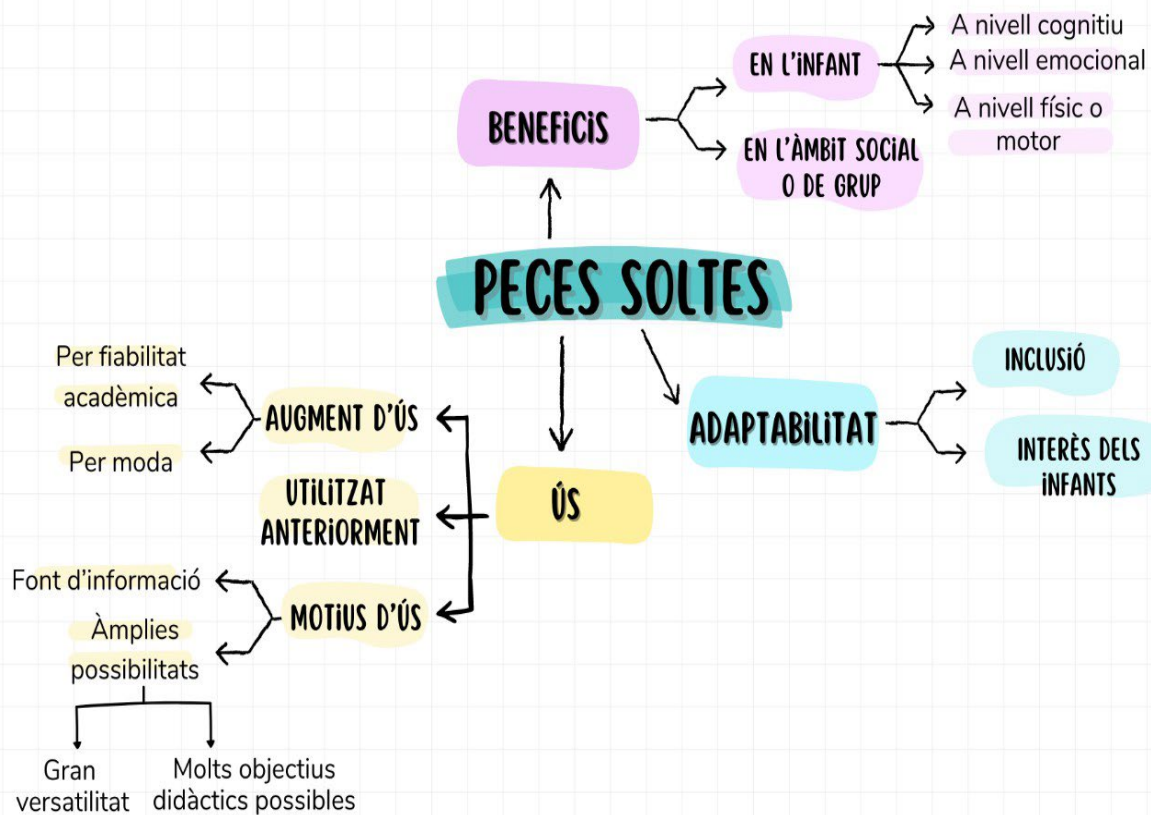 A nivell cognitiu
EN L'INFANT
A nivell emocional
BENEFICIS
A nivell físic o
motor
EN L'ÀMBIT SOCIAL
O DE GRUP
PECES SOLTES
Per fiabilitat
acadèmica
AUGMENT D'ÚS
Per moda
UTILITZAT
ANTERIORMENT
ÚS
Font d'informació
MOTIUS D'ÚS
Àmplies
possibilitats
Gran
versatilitat
Molts objectius
didàctics possibles
ADAPTABILITAT
INCLUSIÓ
INTERÈS DELS
INFANTS